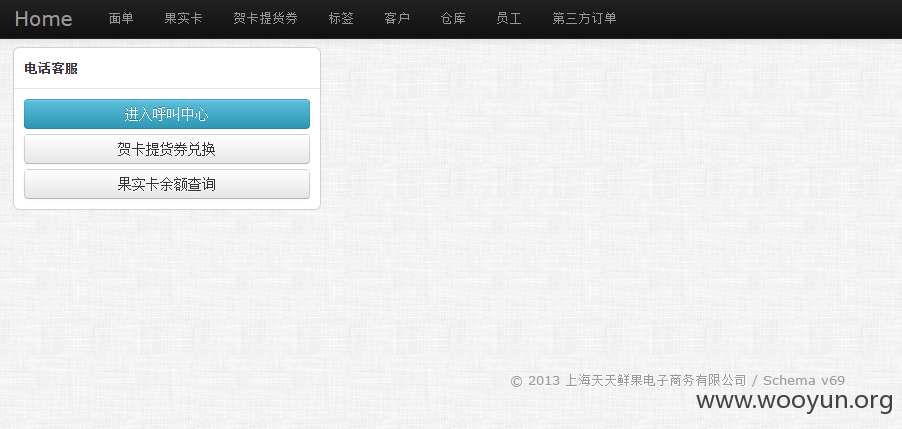 Home 面单 果实卡 贺卡提货券 标签 客户 仓库 员工 第三方订单
电话客服
进入呼叫中心
贺卡提货券兑换
果实卡余额查询
© 2013 上海天天鲜果电子商务有限公司 / Schema v69
www.wooyun.org